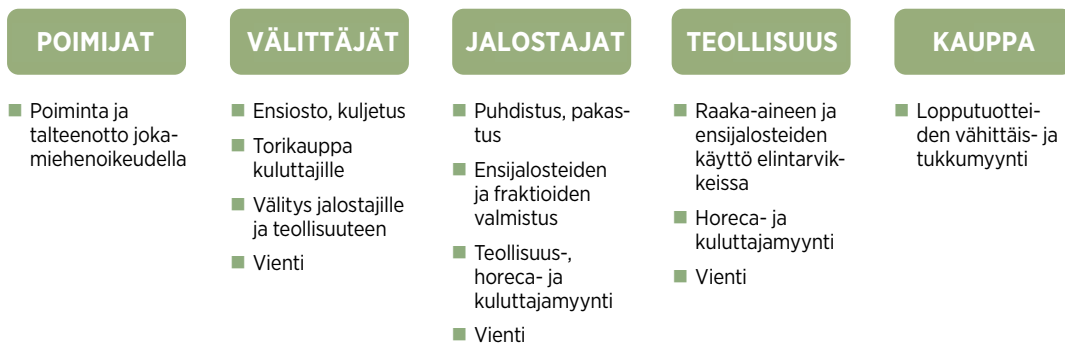 POIMIJAT
Poiminta ja
talteenotto joka-
miehenoikeudella
VÄLITTÄJÄT
Ensiosto, kuljetus
Torikauppa
kuluttajille
Välitys jalostajille
ja teollisuuteen
Vienti
JALOSTAJAT
Puhdistus, pakas-
tus
Ensijalosteiden
ja fraktioiden
valmistus
Teollisuus-,
horeca- ja
kuluttajamyynti
Vienti
TEOLLISUUS
Raaka-aineen ja
ensijalosteiden
käyttö elintarvik-
keissa
Horeca- ja
kuluttajamyynti
Vienti
KAUPPA
Lopputuottei-
den vähittäis- ja
tukkumyynti